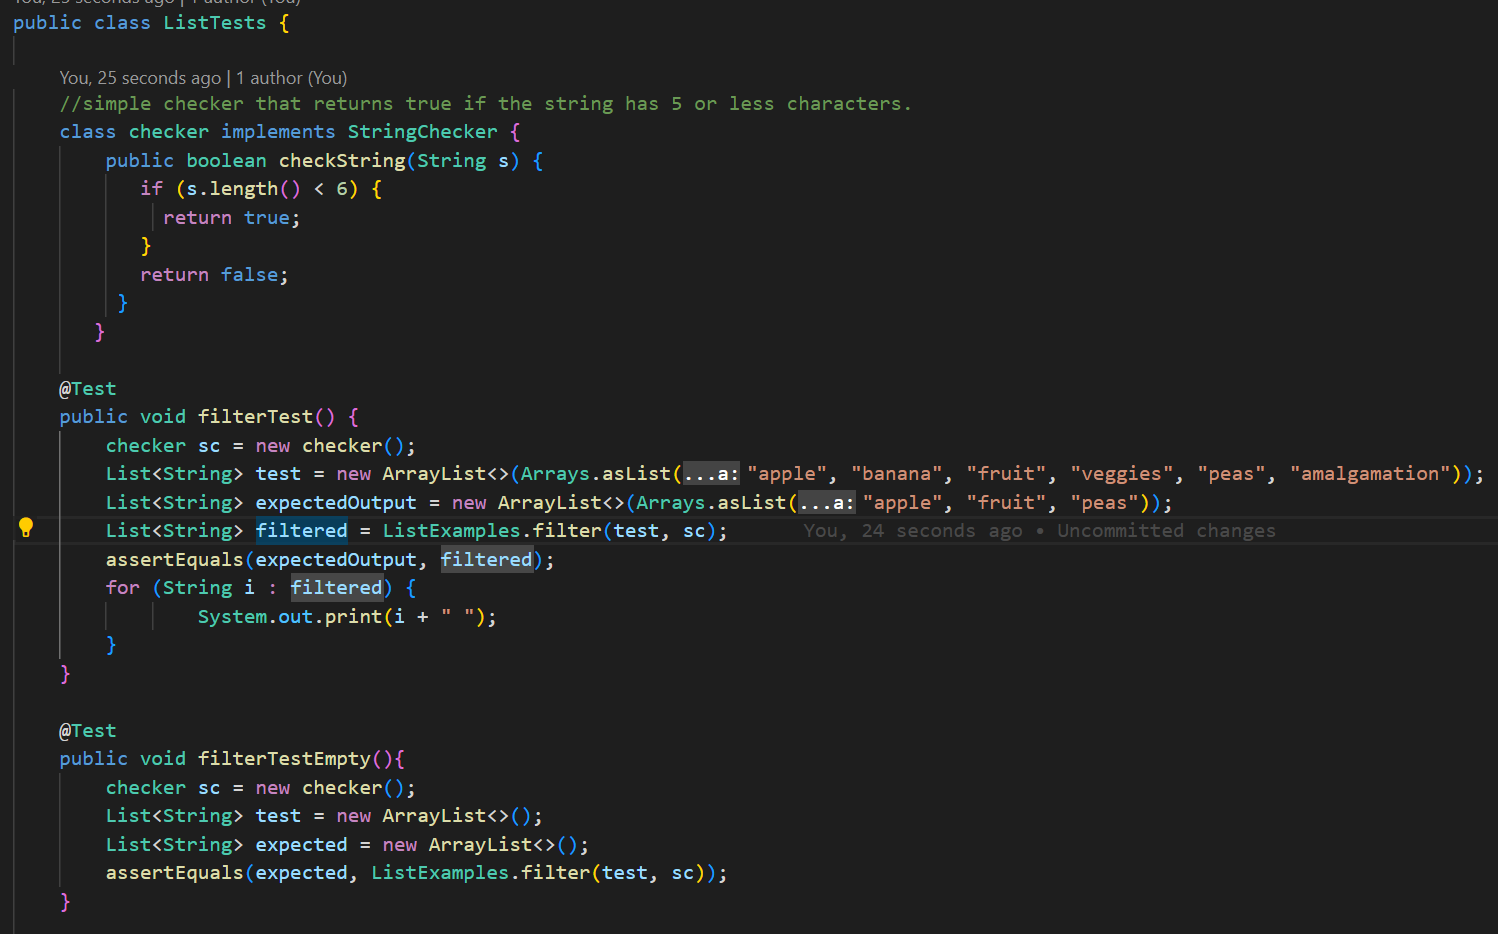 You, 25 seconds ago | 1 author (You)
public class ListTests {
You, 25 seconds ago | 1 author (You)
//simple checker that returns true if the string has 5 or less characters.
class checker implements StringChecker {
public boolean checkString(String s) {
if (s.length() < 6) {
return true;
}
return false;
}
}
@Test
public void filterTest() {
checker sc = new checker();
List<String> test = new ArrayList<>(Arrays.asList(...a: "apple", "banana", "fruit", "veggies", "peas", "amalgamation"));
List<String> expectedOutput = new ArrayList<>(Arrays.asList(...a: "apple", "fruit", "peas"));
List<String> filtered = ListExamples.filter(test, sc); You, 24 seconds ago • Uncommitted changes
assertEquals(expectedOutput, filtered);
for (String i : filtered) {
System.out.print(i + " ");
}
}
@Test
public void filterTestEmpty(){
checker sc = new checker();
List<String> test = new ArrayList<>();
List<String> expected = new ArrayList<>();
assertEquals(expected, ListExamples.filter(test, sc));
}